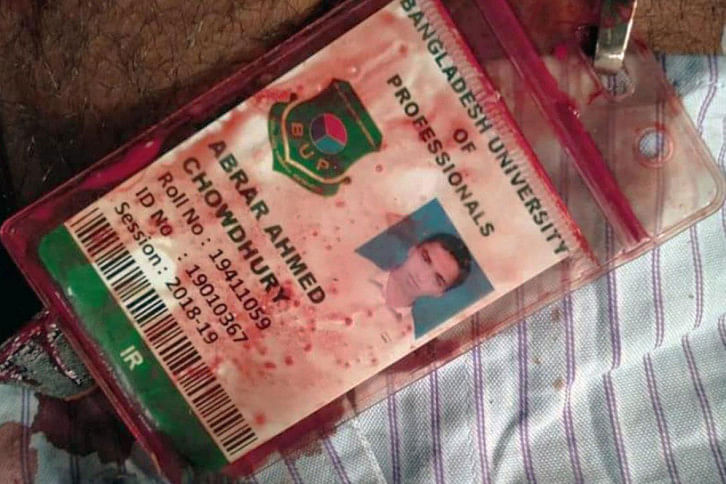 BANGLADESH UNIVERSITY
OF
PROFESSIONALS
BUP
ABRAR AHMED
CHOWDHURY
Roll No : 19411059
ID No : 19010367
Session : 2018-19
IR